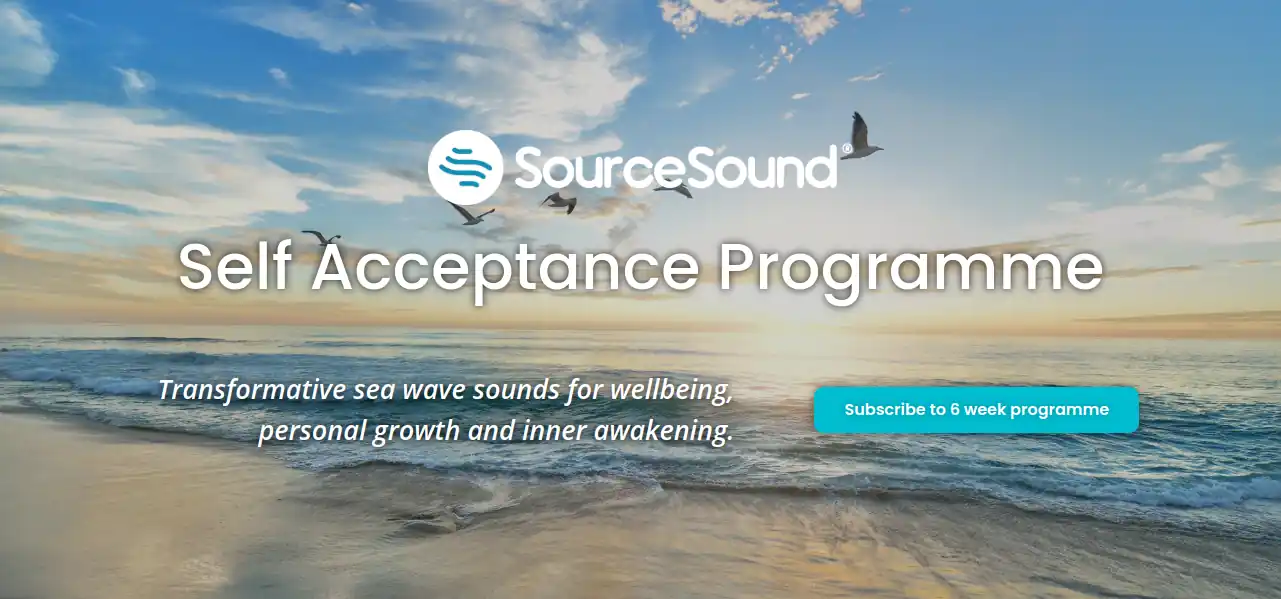 SourceSound®
Self Acceptance Programme
Transformative sea wave sounds for wellbeing,
personal growth and inner awakening.
Subscribe to 6 week programme